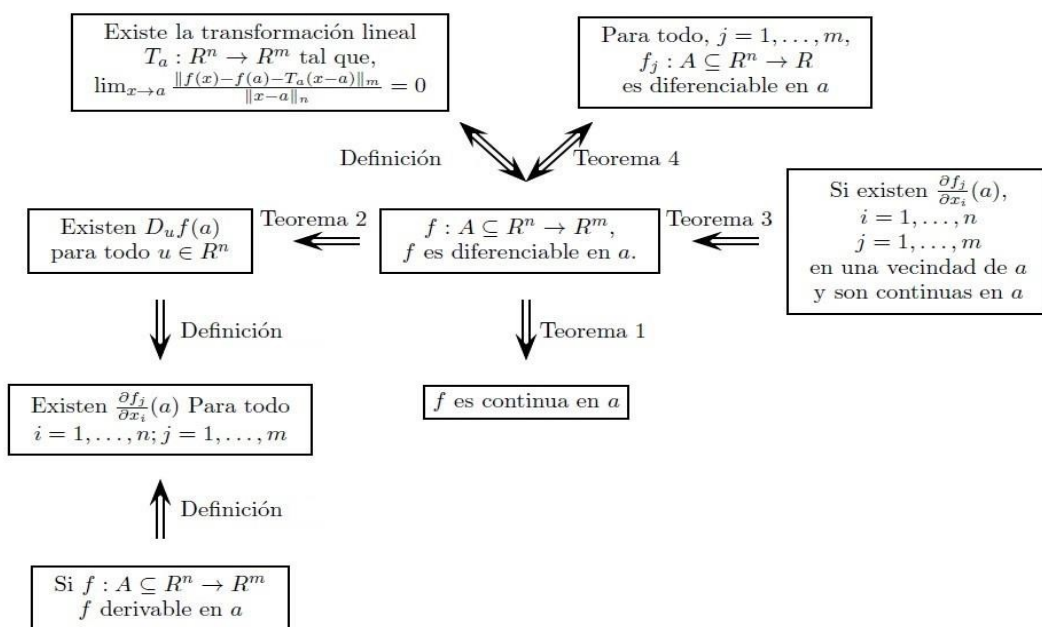 Existe la transformación lineal
T_a : R^n → R^m tal que,
lim_{x→a} ‖f(x)−f(a)−T_a(x−a)‖_m / ‖x−a‖_n = 0
Para todo, j = 1, . . . , m,
f_j : A ⊆ R^n → R
es diferenciable en a
Definición
Teorema 4
Existen D_u f(a)
para todo u ∈ R^n
Teorema 2
f : A ⊆ R^n → R^m,
f es diferenciable en a.
Teorema 3
Si existen ∂f_j/∂x_i (a),
i = 1, . . . , n
j = 1, . . . , m
en una vecindad de a
y son continuas en a
Definición
Teorema 1
Existen ∂f_j/∂x_i (a) Para todo
i = 1, . . . , n; j = 1, . . . , m
f es continua en a
Definición
Si f : A ⊆ R^n → R^m
f derivable en a